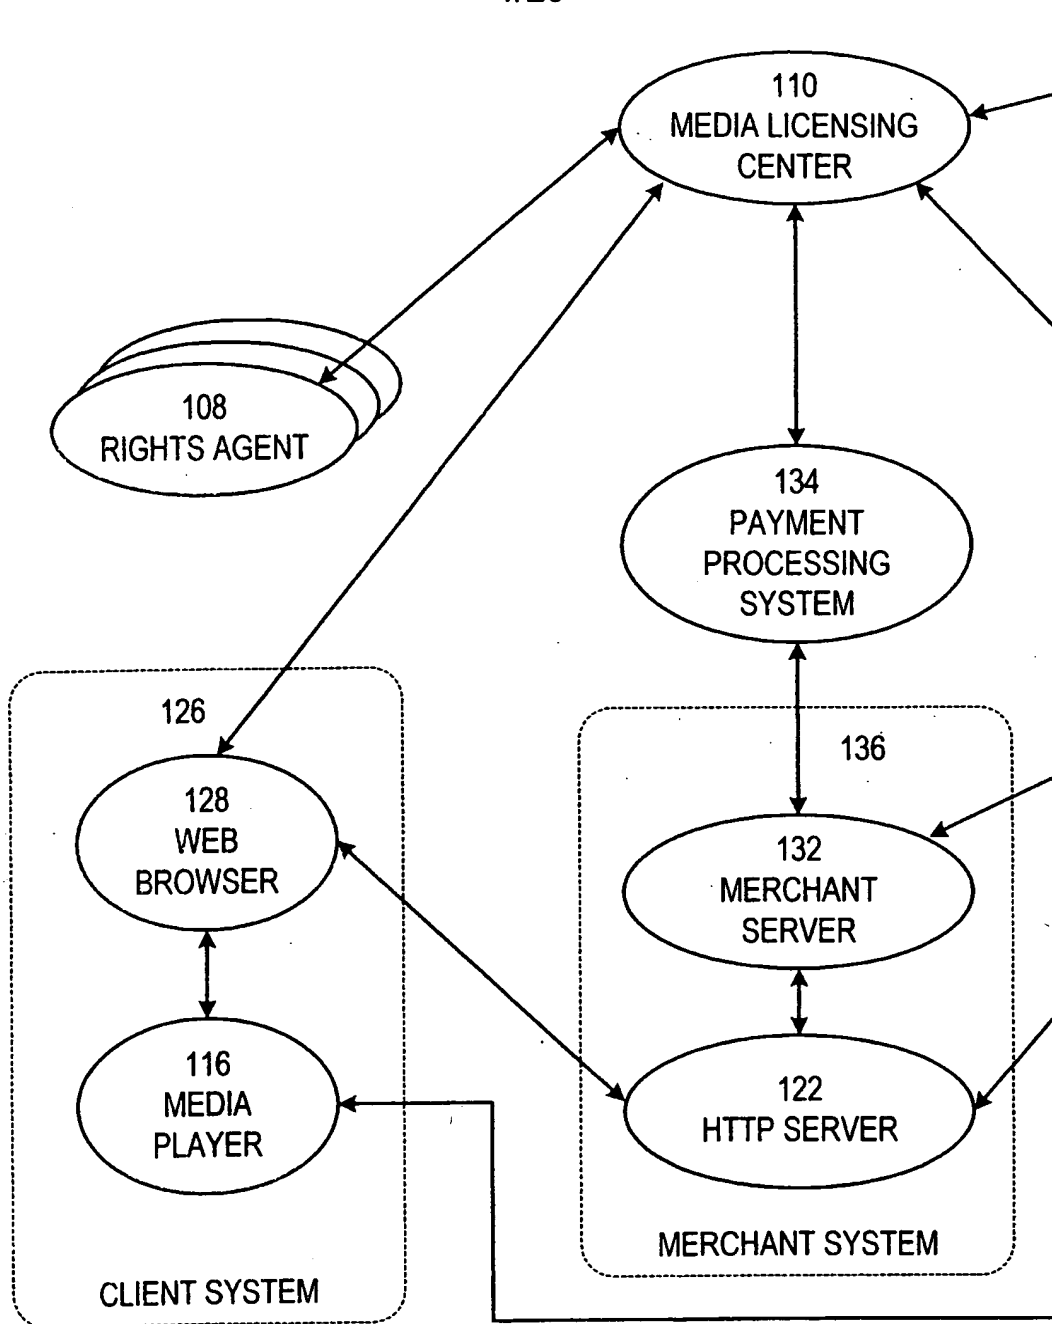 110
MEDIA LICENSING
CENTER
108
RIGHTS AGENT
134
PAYMENT
PROCESSING
SYSTEM
126
136
128
WEB
BROWSER
132
MERCHANT
SERVER
116
MEDIA
PLAYER
122
HTTP SERVER
MERCHANT SYSTEM
CLIENT SYSTEM